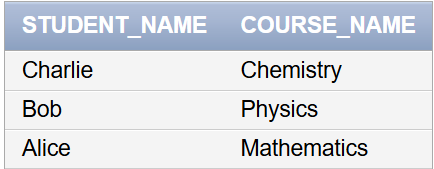 STUDENT_NAME COURSE_NAME
Charlie Chemistry
Bob Physics
Alice Mathematics